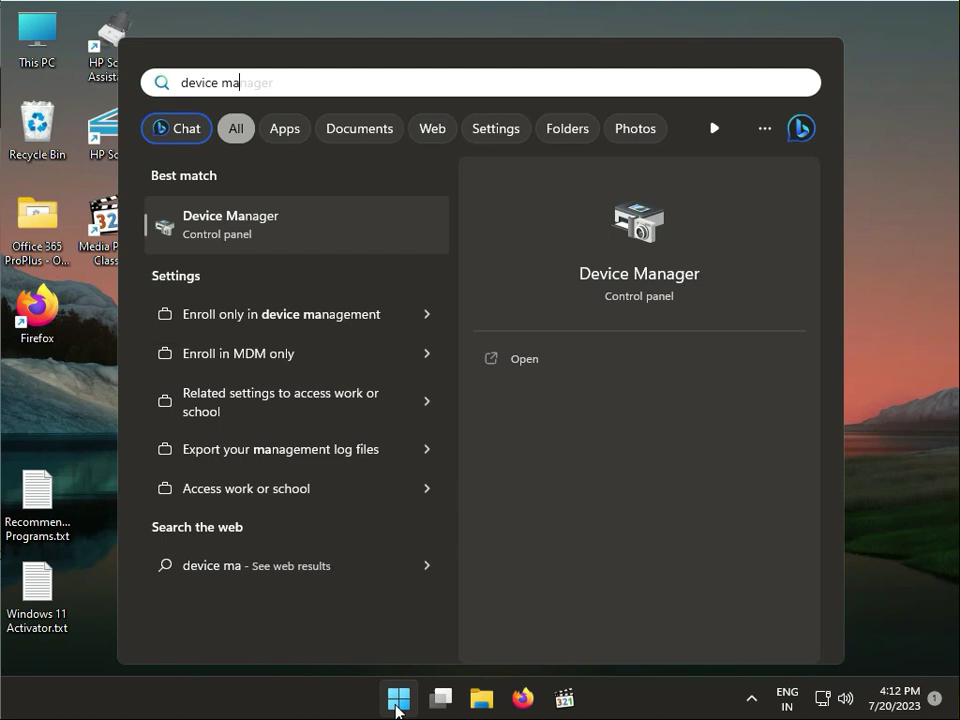 This PC
HP Sc
Assista
device manager
Chat
All
Apps
Documents
Web
Settings
Folders
Photos
Recycle Bin
HP Sc
Best match
Device Manager
Control panel
Device Manager
Control panel
Open
Office 365
ProPlus - O...
Media P
Class
Settings
Enroll only in device management
Enroll in MDM only
Related settings to access work or
school
Export your management log files
Access work or school
Firefox
Search the web
device ma - See web results
Recommen...
Programs.txt
Windows 11
Activator.txt
321
ENG
IN
4:12 PM
7/20/2023
1